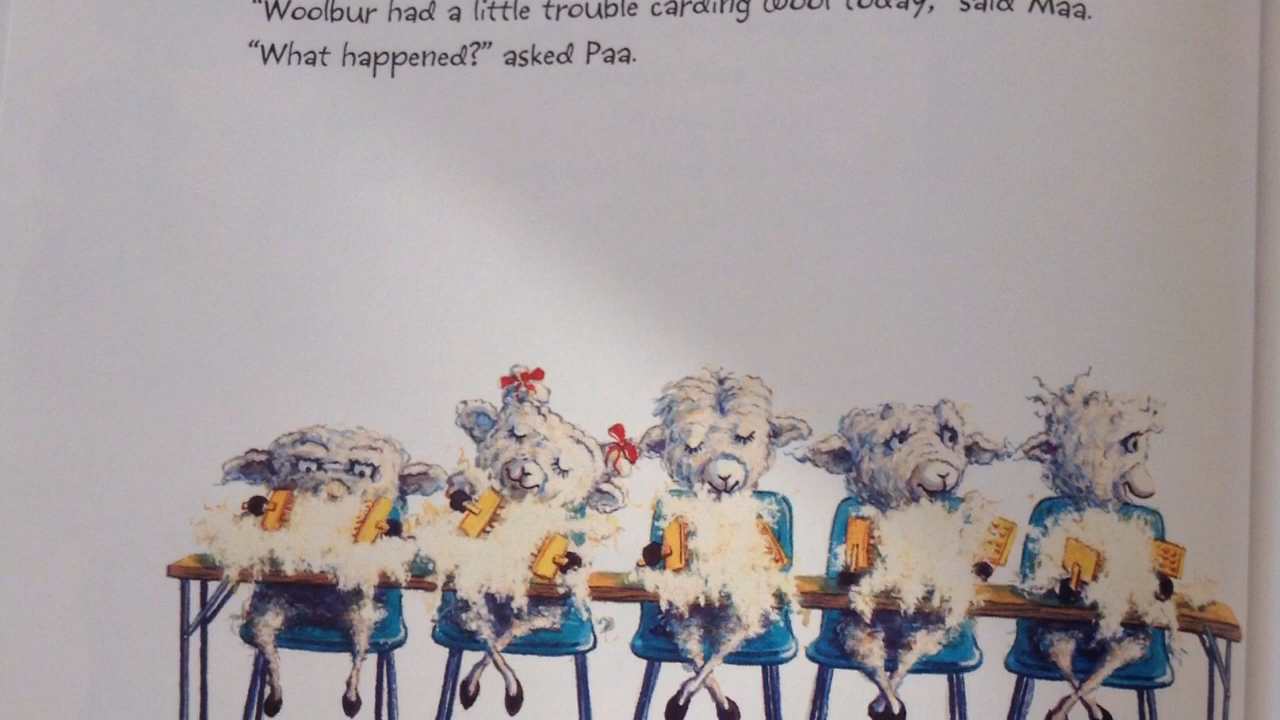 “Woolbur had a little trouble carding wool today,” said Maa.
“What happened?” asked Paa.